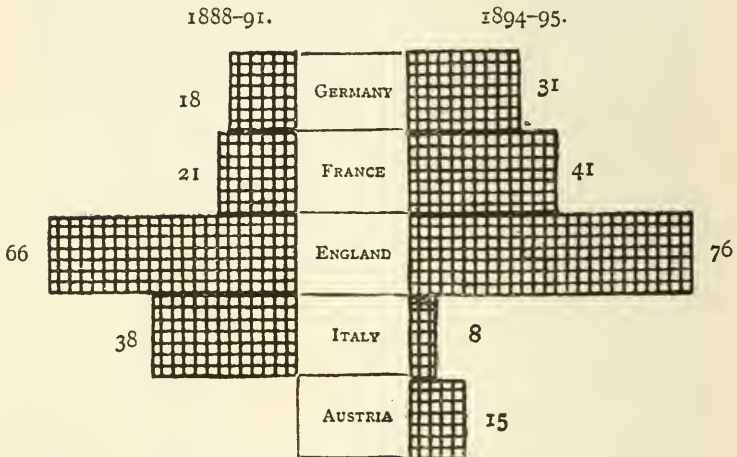 1888–91. 1894–95.
18 GERMANY 31
21 FRANCE 41
66 ENGLAND 76
38 ITALY 8
AUSTRIA 15